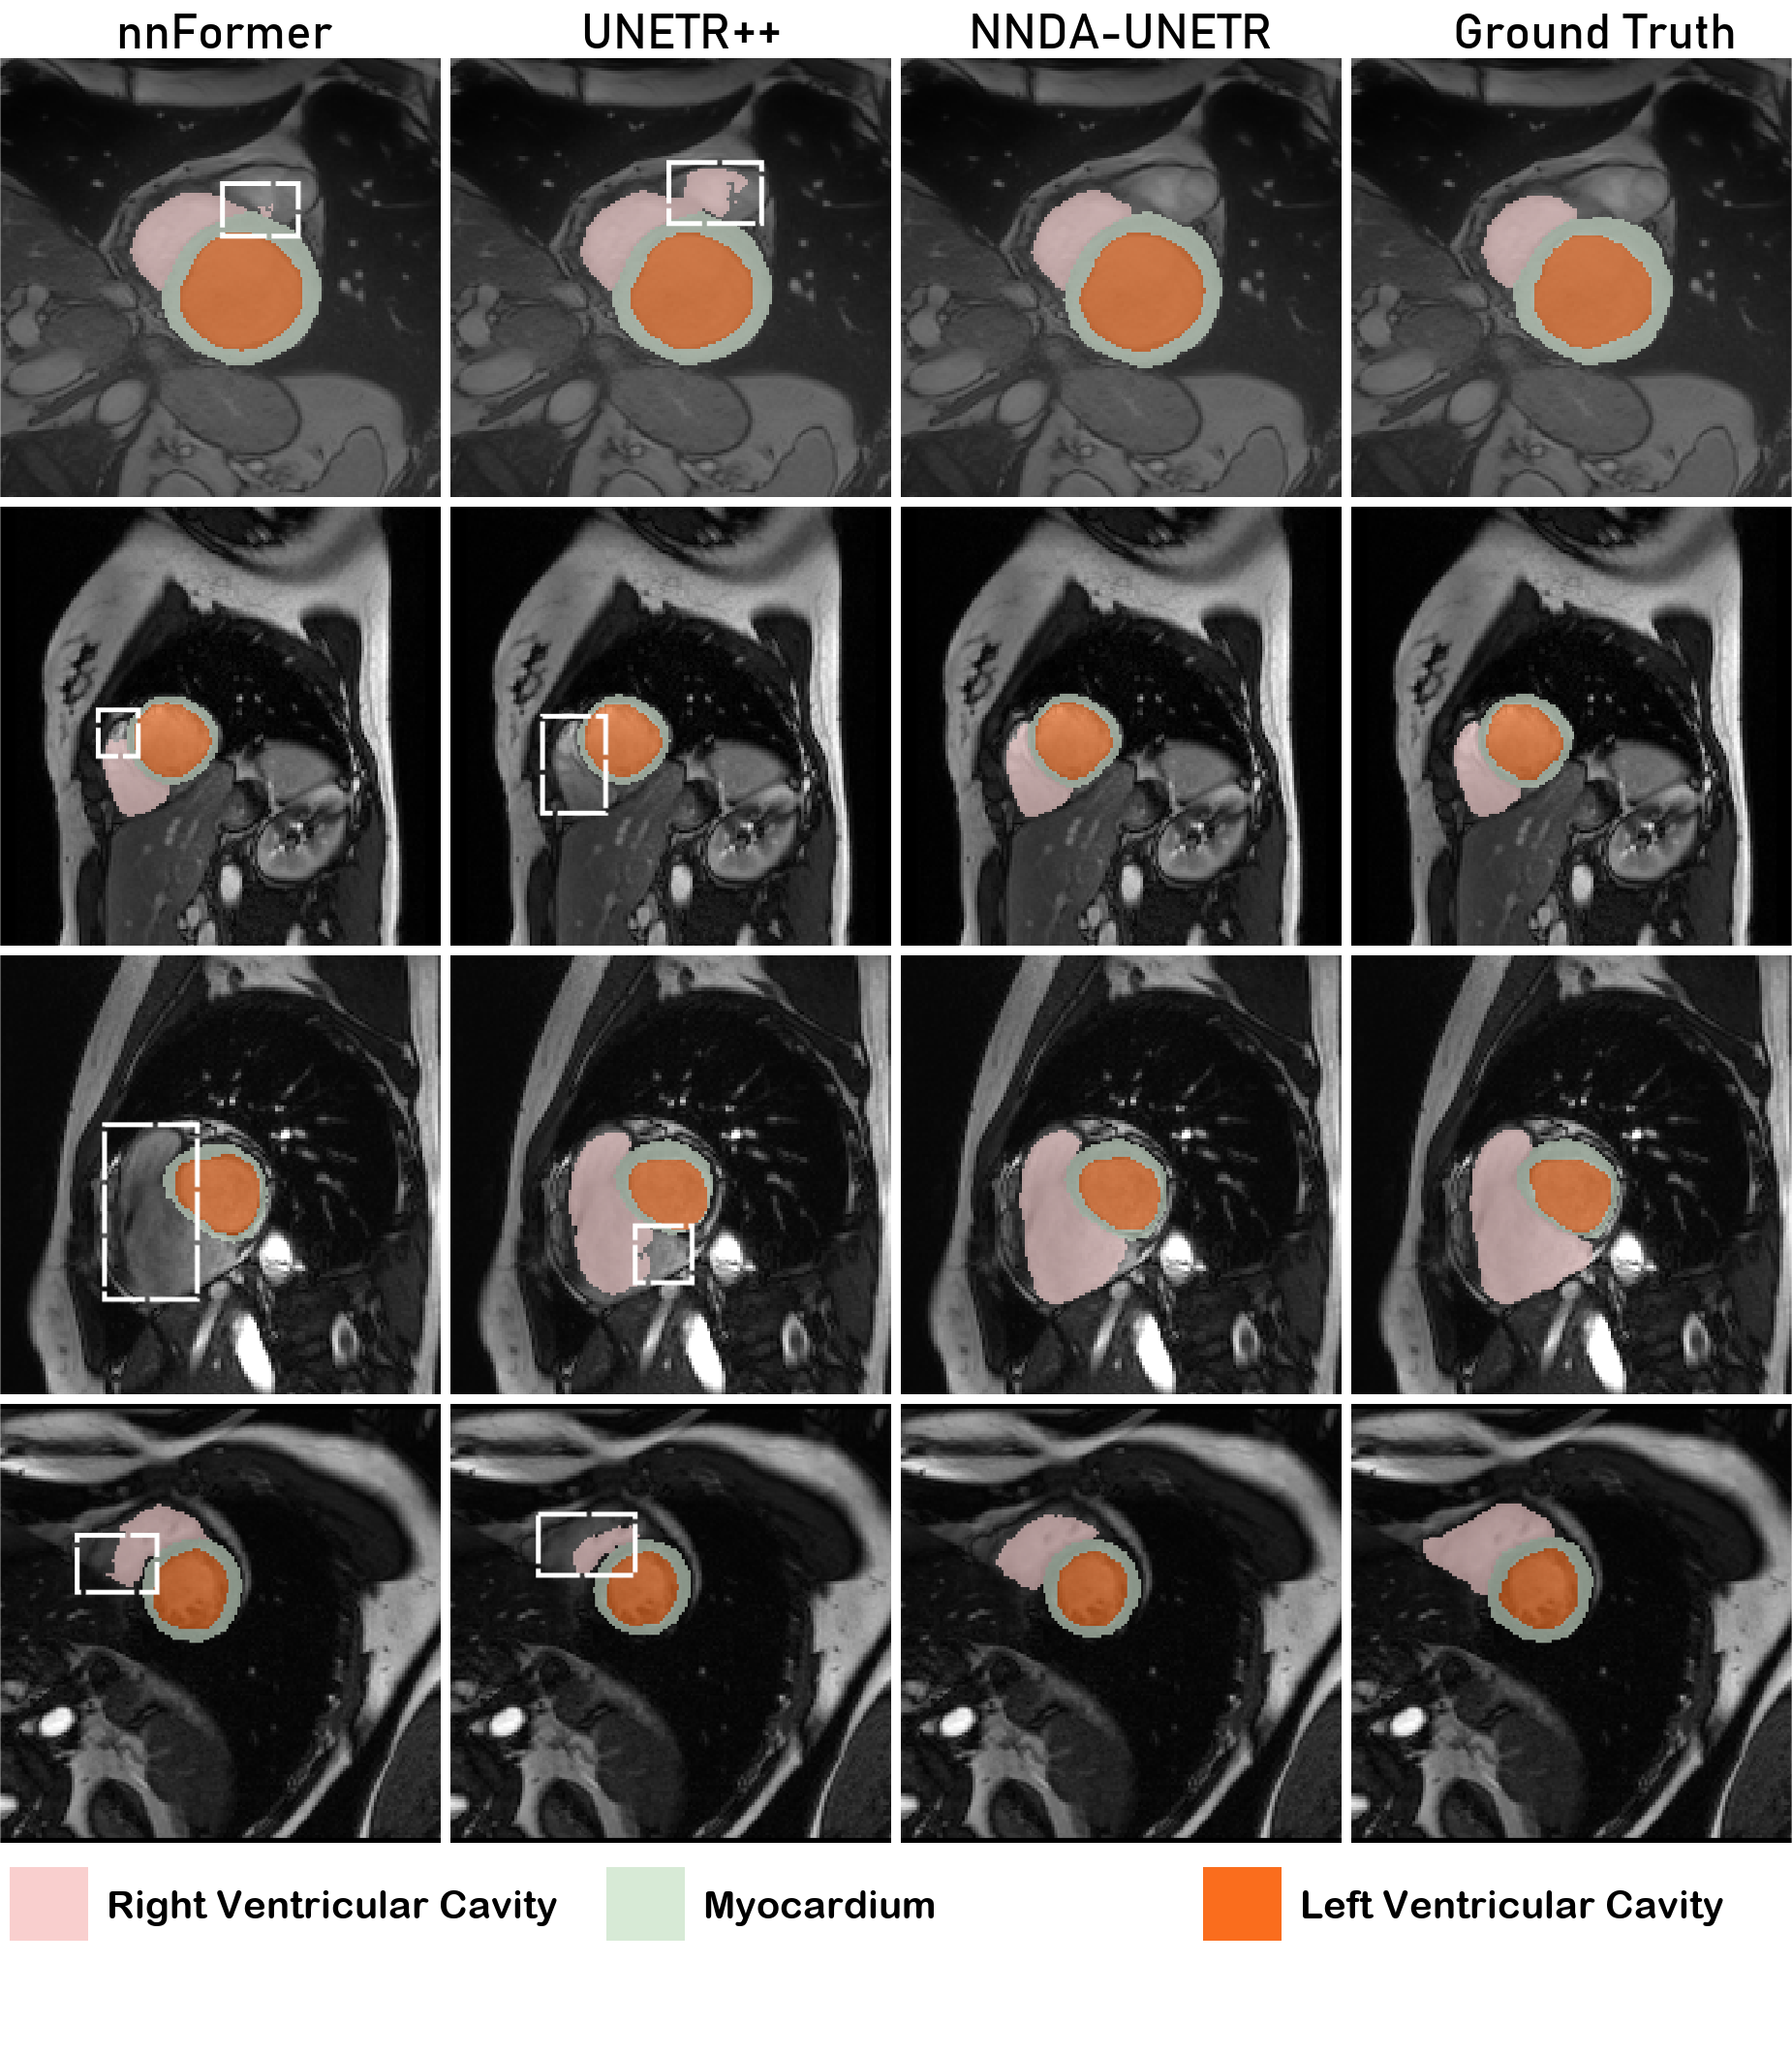 nnFormer UNETR++ NNDA-UNETR Ground Truth
Right Ventricular Cavity Myocardium Left Ventricular Cavity